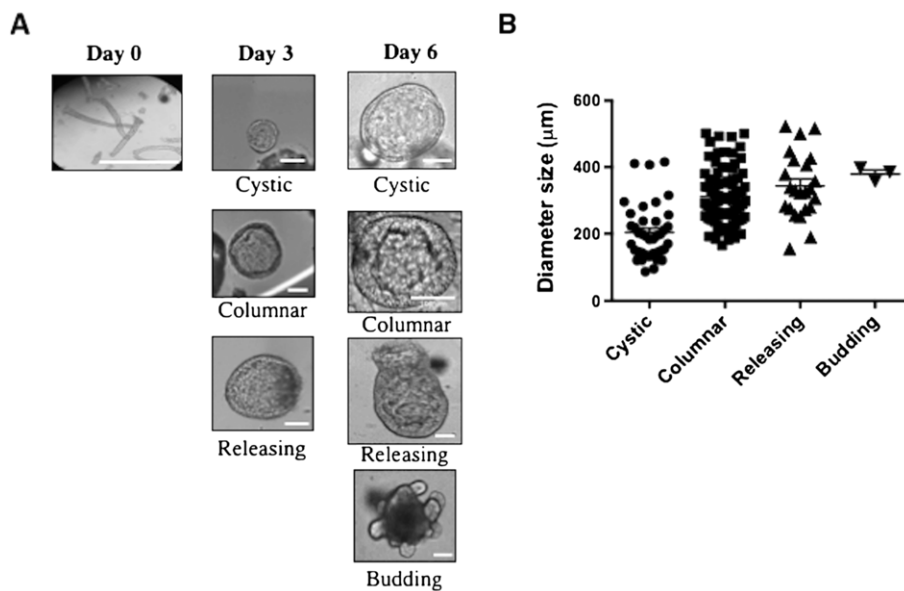 A
Day 0
Day 3
Day 6
Cystic
Cystic
Columnar
Columnar
Releasing
Releasing
Budding
B
Diameter size (μm)
600
400
200
0
Cystic
Columnar
Releasing
Budding